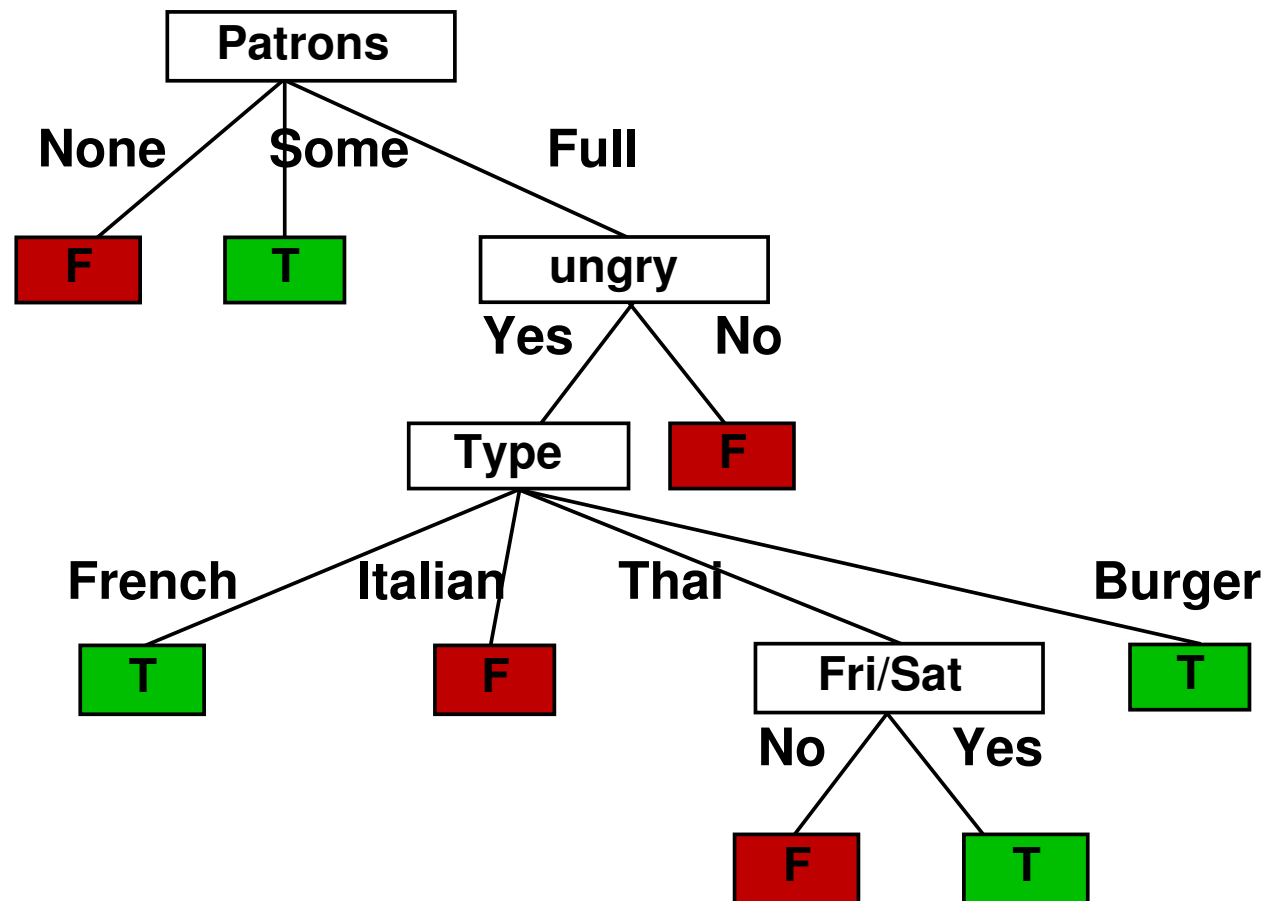 Patrons
None Some Full
F T ungry
Yes No
Type F
French Italian Thai Burger
T F Fri/Sat T
No Yes
F T